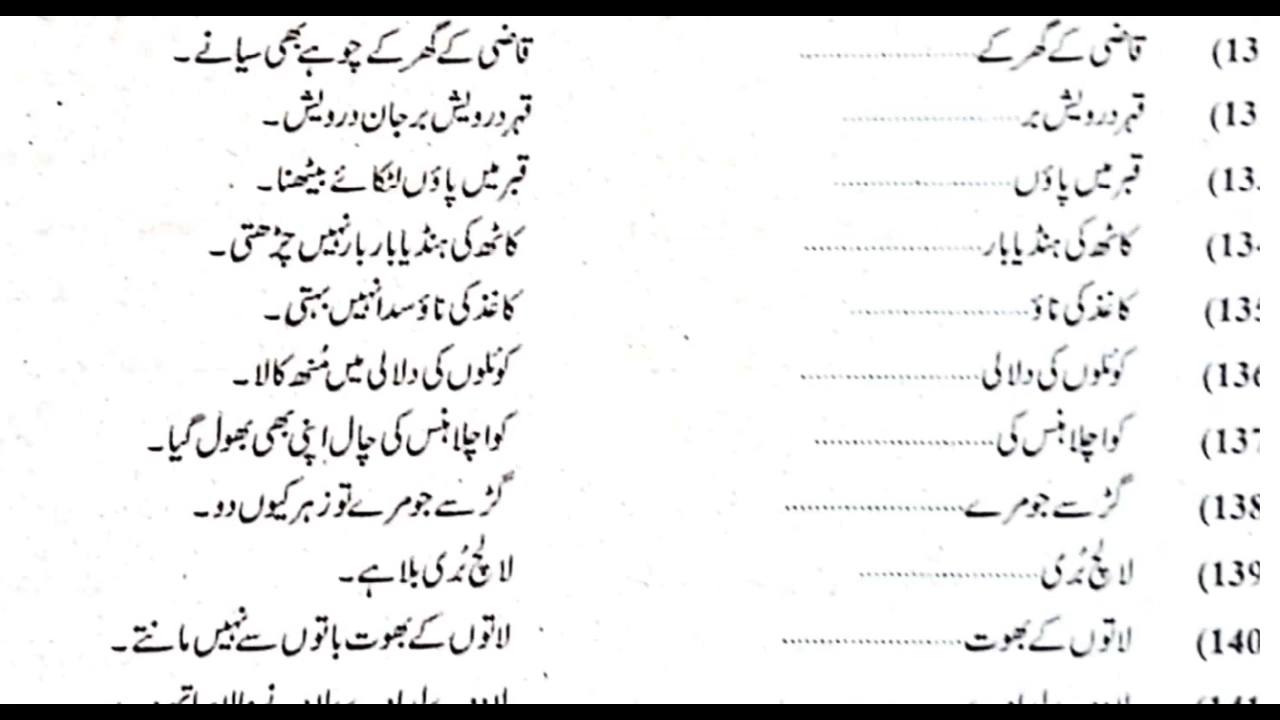 (13 قاضی کے گھر کے .................. قاضی کے گھر کے چوہے بھی سیانے۔
(13 قہر درویش بر .................. قہر درویش بر جان درویش۔
(13 قبر میں پاؤں .................. قبر میں پاؤں لٹکائے بیٹھنا۔
(134 کاٹھ کی ہنڈیا بار .................. کاٹھ کی ہنڈیا بار بار نہیں چڑھتی۔
(135 کاغذ کی ناؤ .................. کاغذ کی ناؤ سدا نہیں بہتی۔
(136 کوئلوں کی دلالی .................. کوئلوں کی دلالی میں مُنھ کالا۔
(137 کوا چلا ہنس کی .................. کوا چلا ہنس کی چال اپنی بھی بھول گیا۔
(138 گڑ سے جو مرے .................. گڑ سے جو مرے تو زہر کیوں دو۔
(139 لالچ بُری .................. لالچ بُری بلا ہے۔
(140 لاتوں کے بھوت .................. لاتوں کے بھوت باتوں سے نہیں مانتے۔